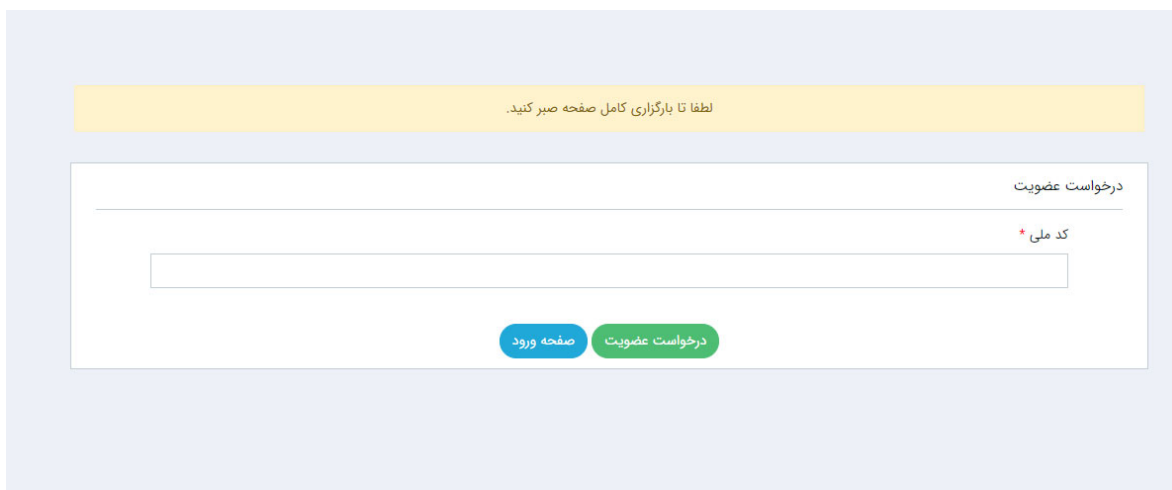 لطفا تا بارگزاری کامل صفحه صبر کنید.
درخواست عضویت
کد ملی *
درخواست عضویت صفحه ورود